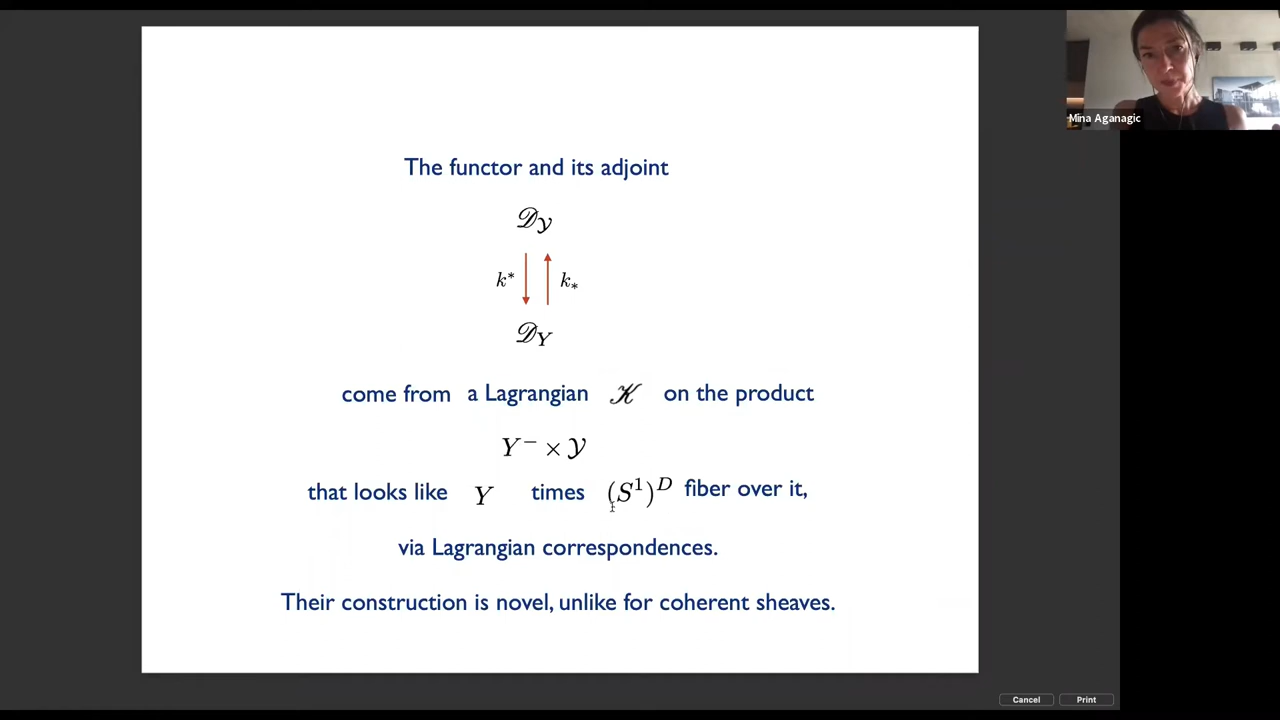 Mina Aganagic
The functor and its adjoint
𝒟_𝒴
k* k_*
𝒟_Y
come from a Lagrangian 𝒦 on the product
Y⁻ × 𝒴
that looks like Y times (S¹)ᴰ fiber over it,
via Lagrangian correspondences.
Their construction is novel, unlike for coherent sheaves.
Cancel Print